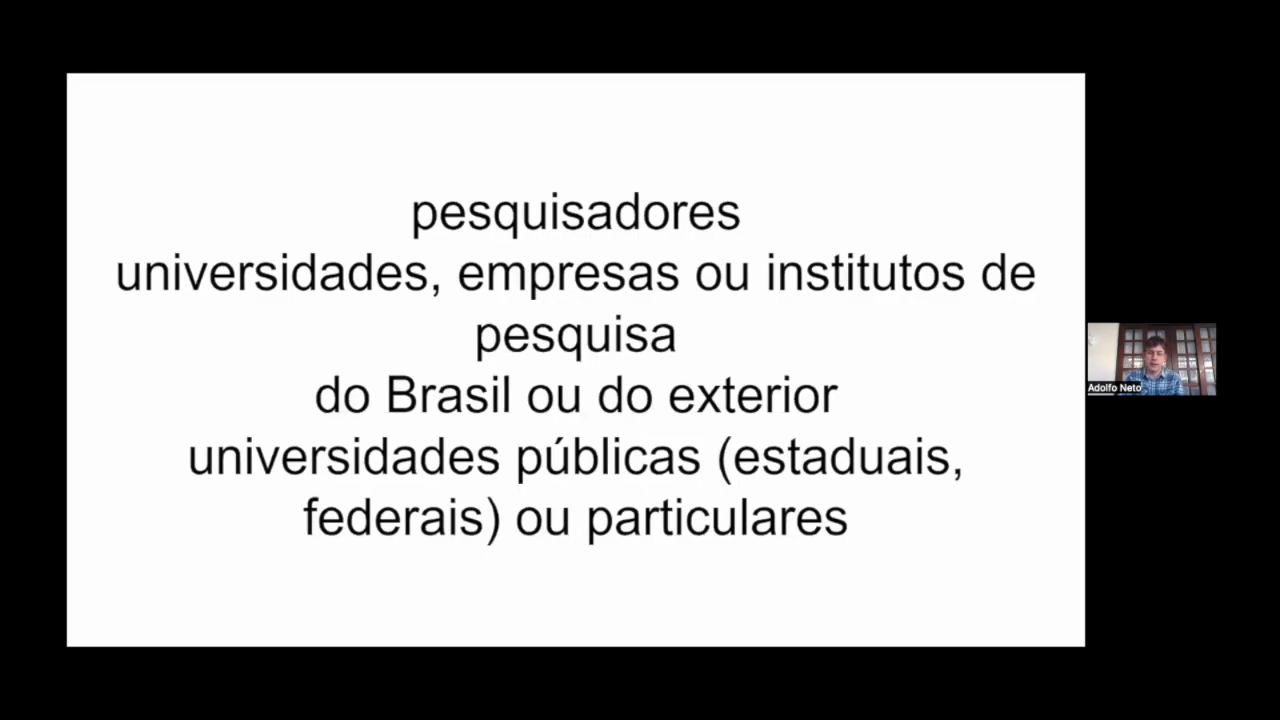 pesquisadores
universidades, empresas ou institutos de
pesquisa
do Brasil ou do exterior
universidades públicas (estaduais,
federais) ou particulares
Adolfo Neto